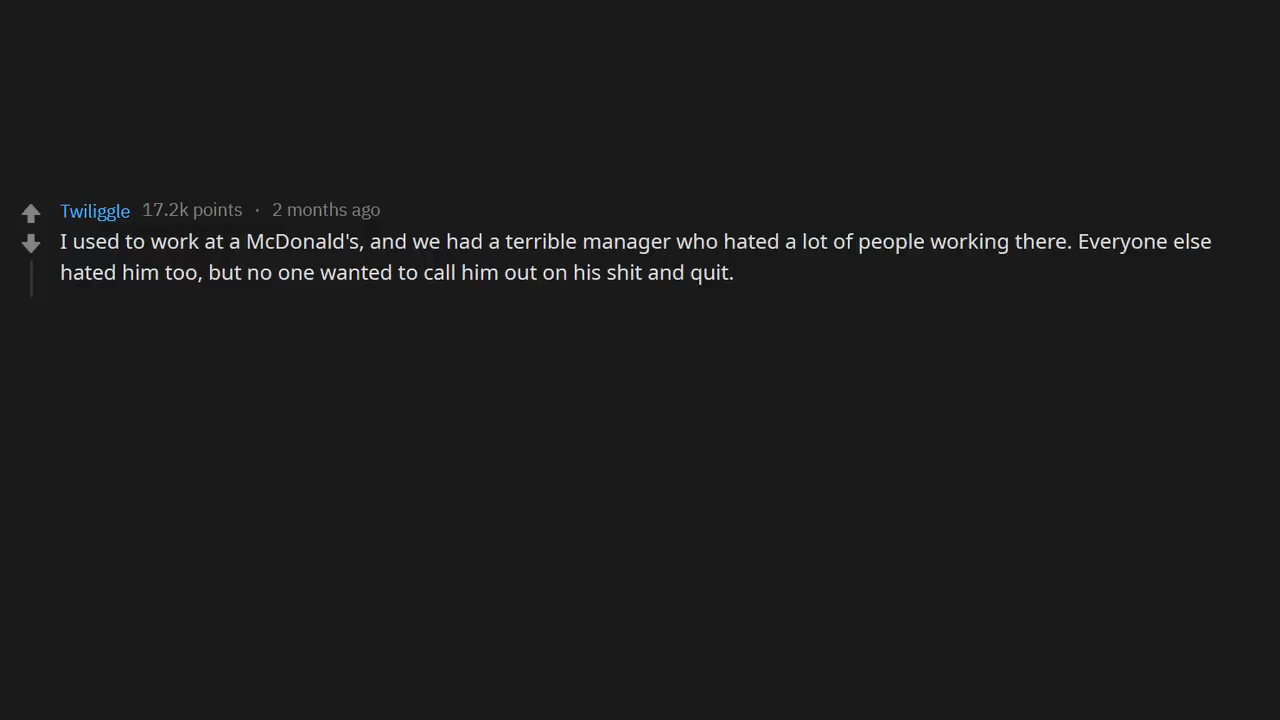 Twiliggle 17.2k points · 2 months ago
I used to work at a McDonald's, and we had a terrible manager who hated a lot of people working there. Everyone else
hated him too, but no one wanted to call him out on his shit and quit.